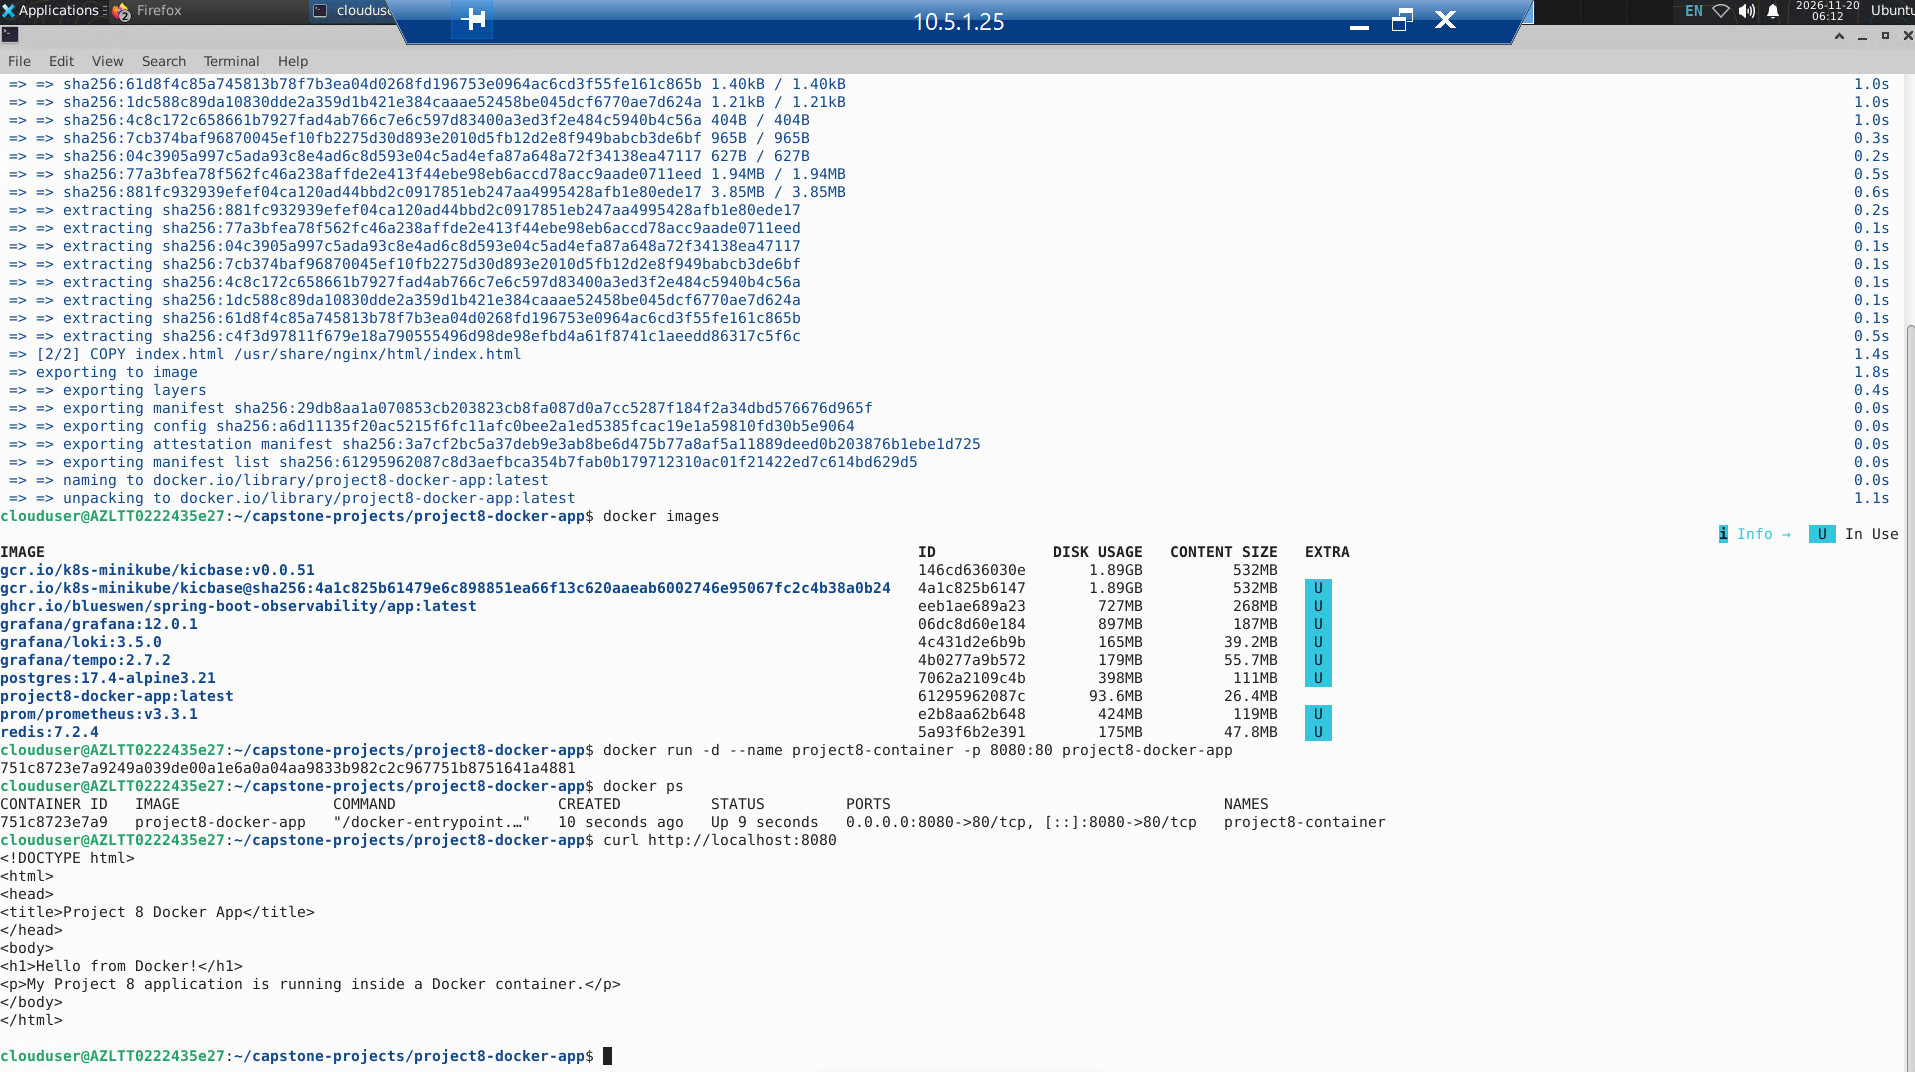 Applications
Firefox
clouduse
10.5.1.25
EN
2026-11-20
06:12
Ubuntu
File Edit View Search Terminal Help
=> => sha256:61d8f4c85a745813b78f7b3ea04d0268fd196753e0964ac6cd3f55fe161c865b 1.40kB / 1.40kB 1.0s
=> => sha256:1dc588c89da10830dde2a359d1b421e384caaae52458be045dcf6770ae7d624a 1.21kB / 1.21kB 1.0s
=> => sha256:4c8c172c658661b7927fad4ab766c7e6c597d83400a3ed3f2e484c5940b4c56a 404B / 404B 1.0s
=> => sha256:7cb374baf96870045ef10fb2275d30d893e2010d5fb12d2e8f949babcb3de6bf 965B / 965B 0.3s
=> => sha256:04c3905a997c5ada93c8e4ad6c8d593e04c5ad4efa87a648a72f34138ea47117 627B / 627B 0.2s
=> => sha256:77a3bfea78f562fc46a238affde2e413f44ebe98eb6accd78acc9aade0711eed 1.94MB / 1.94MB 0.5s
=> => sha256:881fc932939efef04ca120ad44bbd2c0917851eb247aa4995428afb1e80ede17 3.85MB / 3.85MB 0.6s
=> => extracting sha256:881fc932939efef04ca120ad44bbd2c0917851eb247aa4995428afb1e80ede17 0.2s
=> => extracting sha256:77a3bfea78f562fc46a238affde2e413f44ebe98eb6accd78acc9aade0711eed 0.1s
=> => extracting sha256:04c3905a997c5ada93c8e4ad6c8d593e04c5ad4efa87a648a72f34138ea47117 0.1s
=> => extracting sha256:7cb374baf96870045ef10fb2275d30d893e2010d5fb12d2e8f949babcb3de6bf 0.1s
=> => extracting sha256:4c8c172c658661b7927fad4ab766c7e6c597d83400a3ed3f2e484c5940b4c56a 0.1s
=> => extracting sha256:1dc588c89da10830dde2a359d1b421e384caaae52458be045dcf6770ae7d624a 0.1s
=> => extracting sha256:61d8f4c85a745813b78f7b3ea04d0268fd196753e0964ac6cd3f55fe161c865b 0.1s
=> => extracting sha256:c4f3d97811f679e18a790555496d98de98efbd4a61f8741c1aeedd86317c5f6c 0.5s
=> [2/2] COPY index.html /usr/share/nginx/html/index.html 1.4s
=> exporting to image 1.8s
=> => exporting layers 0.4s
=> => exporting manifest sha256:29db8aa1a070853cb203823cb8fa087d0a7cc5287f184f2a34dbd576676d965f 0.0s
=> => exporting config sha256:a6d11135f20ac5215f6fc11afc0bee2a1ed5385fcac19e1a59810fd30b5e9064 0.0s
=> => exporting attestation manifest sha256:3a7cf2bc5a37deb9e3ab8be6d475b77a8af5a11889deed0b203876b1ebe1d725 0.0s
=> => exporting manifest list sha256:61295962087c8d3aefbca354b7fab0b179712310ac01f21422ed7c614bd629d5 0.0s
=> => naming to docker.io/library/project8-docker-app:latest 0.0s
=> => unpacking to docker.io/library/project8-docker-app:latest 1.1s
clouduser@AZLTT0222435e27:~/capstone-projects/project8-docker-app$ docker images
i Info → U In Use
IMAGE ID DISK USAGE CONTENT SIZE EXTRA
gcr.io/k8s-minikube/kicbase:v0.0.51 146cd636030e 1.89GB 532MB
gcr.io/k8s-minikube/kicbase@sha256:4a1c825b61479e6c898851ea66f13c620aaeab6002746e95067fc2c4b38a0b24 4a1c825b6147 1.89GB 532MB U
ghcr.io/blueswen/spring-boot-observability/app:latest eeb1ae689a23 727MB 268MB U
grafana/grafana:12.0.1 06dc8d60e184 897MB 187MB U
grafana/loki:3.5.0 4c431d2e6b9b 165MB 39.2MB U
grafana/tempo:2.7.2 4b0277a9b572 179MB 55.7MB U
postgres:17.4-alpine3.21 7062a2109c4b 398MB 111MB U
project8-docker-app:latest 61295962087c 93.6MB 26.4MB
prom/prometheus:v3.3.1 e2b8aa62b648 424MB 119MB U
redis:7.2.4 5a93f6b2e391 175MB 47.8MB U
clouduser@AZLTT0222435e27:~/capstone-projects/project8-docker-app$ docker run -d --name project8-container -p 8080:80 project8-docker-app
751c8723e7a9249a039de00a1e6a0a04aa9833b982c2c967751b8751641a4881
clouduser@AZLTT0222435e27:~/capstone-projects/project8-docker-app$ docker ps
CONTAINER ID IMAGE COMMAND CREATED STATUS PORTS NAMES
751c8723e7a9 project8-docker-app "/docker-entrypoint.…" 10 seconds ago Up 9 seconds 0.0.0.0:8080->80/tcp, [::]:8080->80/tcp project8-container
clouduser@AZLTT0222435e27:~/capstone-projects/project8-docker-app$ curl http://localhost:8080
<!DOCTYPE html>
<html>
<head>
<title>Project 8 Docker App</title>
</head>
<body>
<h1>Hello from Docker!</h1>
<p>My Project 8 application is running inside a Docker container.</p>
</body>
</html>
clouduser@AZLTT0222435e27:~/capstone-projects/project8-docker-app$